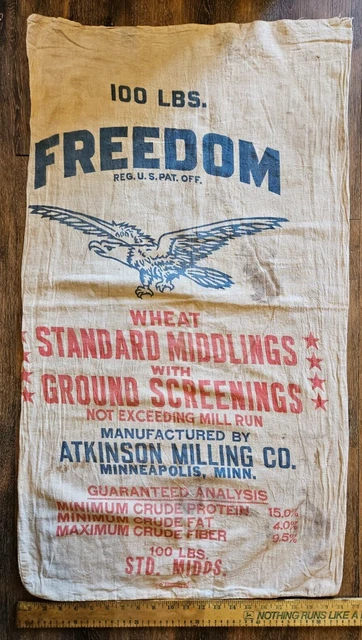 100 LBS.
FREEDOM
REG. U.S. PAT. OFF.
WHEAT
STANDARD MIDDLINGS
WITH
GROUND SCREENINGS
NOT EXCEEDING MILL RUN
MANUFACTURED BY
ATKINSON MILLING CO.
MINNEAPOLIS, MINN.
GUARANTEED ANALYSIS
MINIMUM CRUDE PROTEIN 15.0%
MINIMUM CRUDE FAT 4.0%
MAXIMUM CRUDE FIBER 9.5%
100 LBS.
STD. MIDDS.
NOTHING RUNS LIKE A